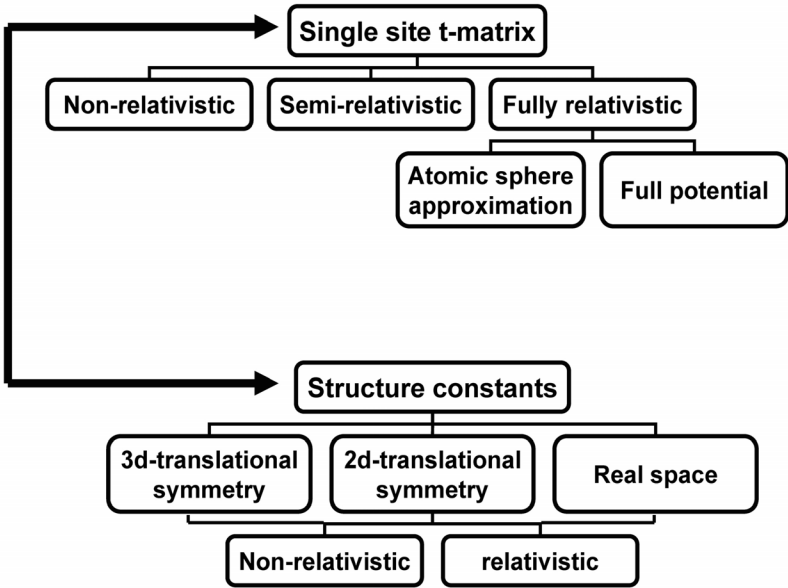 Single site t-matrix
Non-relativistic
Semi-relativistic
Fully relativistic
Atomic sphere
approximation
Full potential
Structure constants
3d-translational
symmetry
2d-translational
symmetry
Real space
Non-relativistic
relativistic